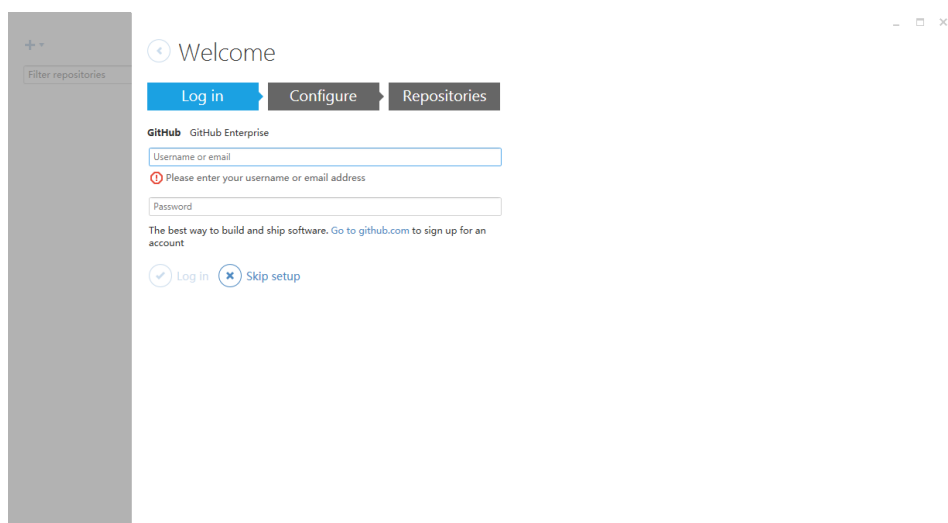 Filter repositories
Welcome
Log in Configure Repositories
GitHub GitHub Enterprise
Username or email
Please enter your username or email address
Password
The best way to build and ship software. Go to github.com to sign up for an
account
Log in Skip setup